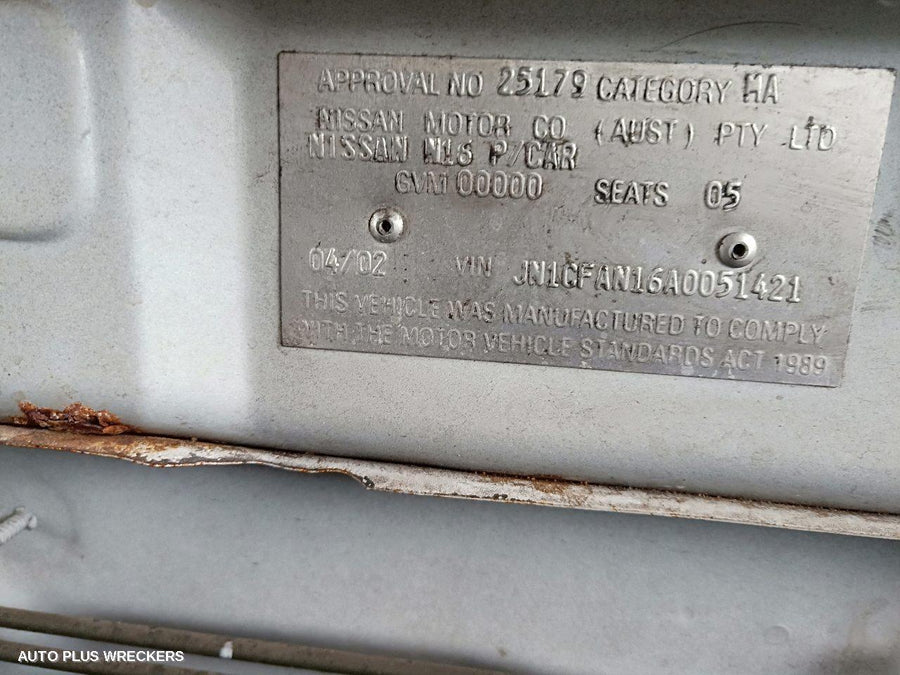 APPROVAL NO 25179 CATEGORY MA
NISSAN MOTOR CO (AUST) PTY LTD
NISSAN N16 P/CAR
GVM 00000 SEATS 05
04/02 VIN JN1CFAN16A0051421
THIS VEHICLE WAS MANUFACTURED TO COMPLY
WITH THE MOTOR VEHICLE STANDARDS ACT 1989
AUTO PLUS WRECKERS